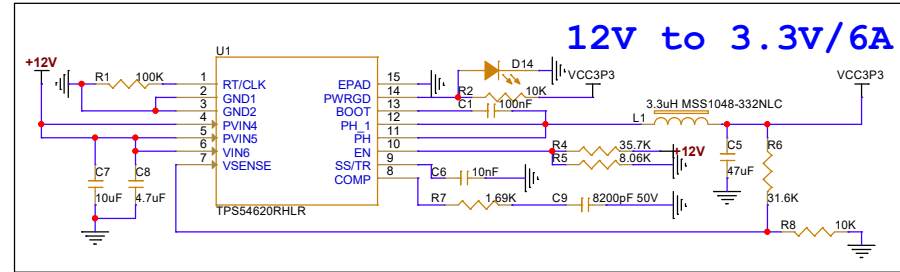 12V to 3.3V/6A
U1
+12V
R1 100K
1 RT/CLK
2 GND1
3 GND2
4 PVIN4
5 PVIN5
6 VIN6
7 VSENSE
EPAD 15
PWRGD 14
BOOT 13
PH_1 12
PH 11
EN 10
SS/TR 9
COMP 8
TPS54620RHLR
D14
R2 10K
VCC3P3
C1 100nF
L1 3.3uH MSS1048-332NLC
VCC3P3
R4 35.7K
+12V
R5 8.06K
C6 10nF
R7 1.69K
C9 8200pF 50V
C5
47uF
R6
31.6K
R8 10K
C7
10uF
C8
4.7uF